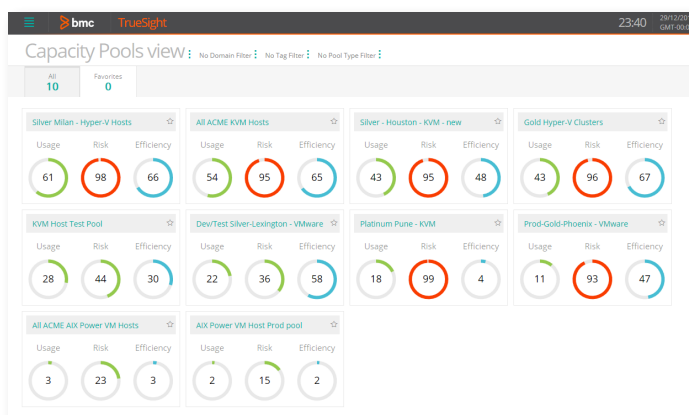 bmc TrueSight 23:40 29/12/20
GMT-00:0
Capacity Pools view No Domain Filter No Tag Filter No Pool Type Filter
All Favorites
10 0
Silver Milan - Hyper-V Hosts All ACME KVM Hosts Silver - Houston - KVM - new Gold Hyper-V Clusters
Usage Risk Efficiency Usage Risk Efficiency Usage Risk Efficiency Usage Risk Efficiency
61 98 66 54 95 65 43 95 48 43 96 67
KVM Host Test Pool Dev/Test Silver-Lexington - VMware Platinum Pune - KVM Prod-Gold-Phoenix - VMware
Usage Risk Efficiency Usage Risk Efficiency Usage Risk Efficiency Usage Risk Efficiency
28 44 30 22 36 58 18 99 4 11 93 47
All ACME AIX Power VM Hosts AIX Power VM Host Prod pool
Usage Risk Efficiency Usage Risk Efficiency
3 23 3 2 15 2